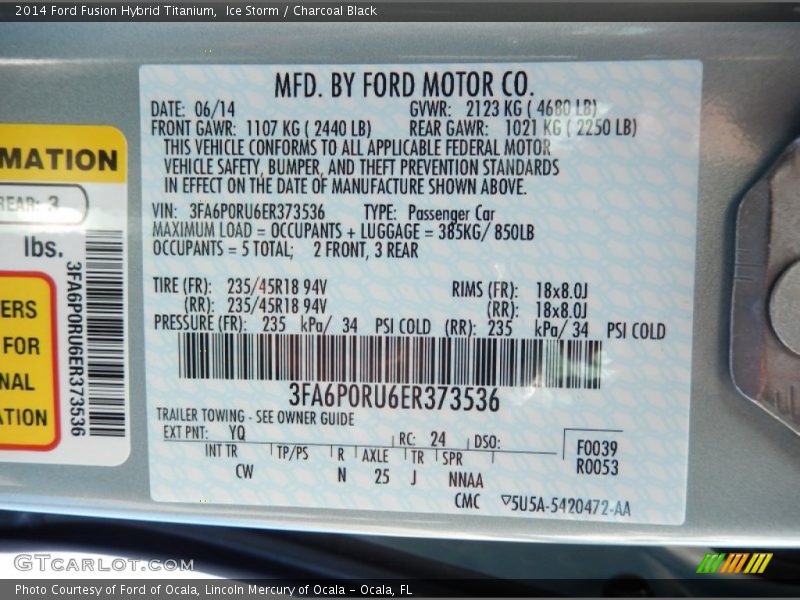 2014 Ford Fusion Hybrid Titanium,  Ice Storm / Charcoal Black
MFD. BY FORD MOTOR CO.
DATE: 06/14 GVWR: 2123 KG ( 4680 LB)
FRONT GAWR: 1107 KG ( 2440 LB) REAR GAWR: 1021 KG ( 2250 LB)
THIS VEHICLE CONFORMS TO ALL APPLICABLE FEDERAL MOTOR
VEHICLE SAFETY, BUMPER, AND THEFT PREVENTION STANDARDS
IN EFFECT ON THE DATE OF MANUFACTURE SHOWN ABOVE.
VIN: 3FA6P0RU6ER373536 TYPE: Passenger Car
MAXIMUM LOAD = OCCUPANTS + LUGGAGE = 385KG/ 850LB
OCCUPANTS = 5 TOTAL; 2 FRONT, 3 REAR
TIRE (FR): 235/45R18 94V RIMS (FR): 18x8.0J
(RR): 235/45R18 94V (RR): 18x8.0J
PRESSURE (FR): 235 kPa/ 34 PSI COLD (RR): 235 kPa/ 34 PSI COLD
3FA6P0RU6ER373536
TRAILER TOWING - SEE OWNER GUIDE
EXT PNT: YQ RC: 24 DSO: F0039
INT TR TP/PS R AXLE TR SPR R0053
CW N 25 J NNAA
CMC ▽5U5A-5420472-AA
MATION
REAR: 3
lbs.
3FA6P0RU6ER373536
ERS
FOR
NAL
ATION
GTCARLOT.COM
Photo Courtesy of Ford of Ocala, Lincoln Mercury of Ocala – Ocala, FL